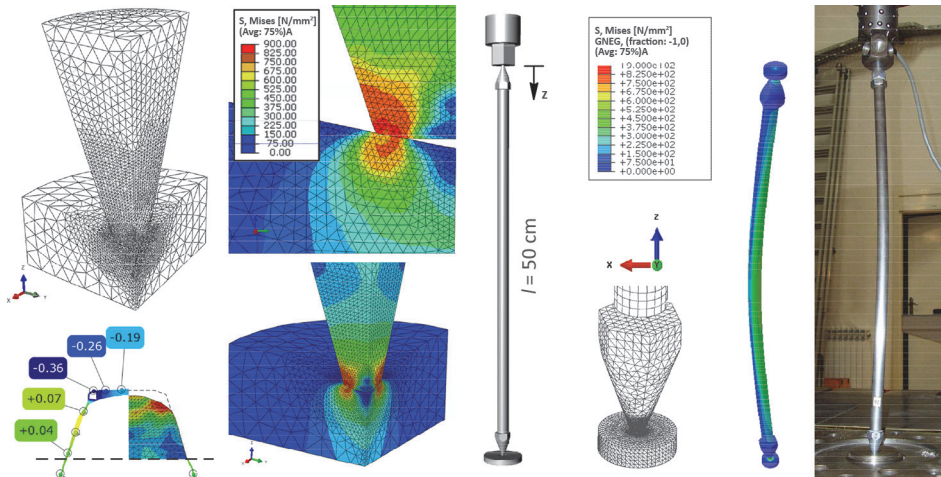 S, Mises [N/mm²]
(Avg: 75%)A
900.00
825.00
750.00
675.00
600.00
525.00
450.00
375.00
300.00
225.00
150.00
75.00
0.00
z
l = 50 cm
S, Mises [N/mm²]
GNEG, (fraction: -1,0)
(Avg: 75%)A
+9.000e+02
+8.250e+02
+7.500e+02
+6.750e+02
+6.000e+02
+5.250e+02
+4.500e+02
+3.750e+02
+3.000e+02
+2.250e+02
+1.500e+02
+7.500e+01
+0.000e+00
Z
X
Y
Z
X
Y
-0.19
-0.26
-0.36
+0.07
+0.04